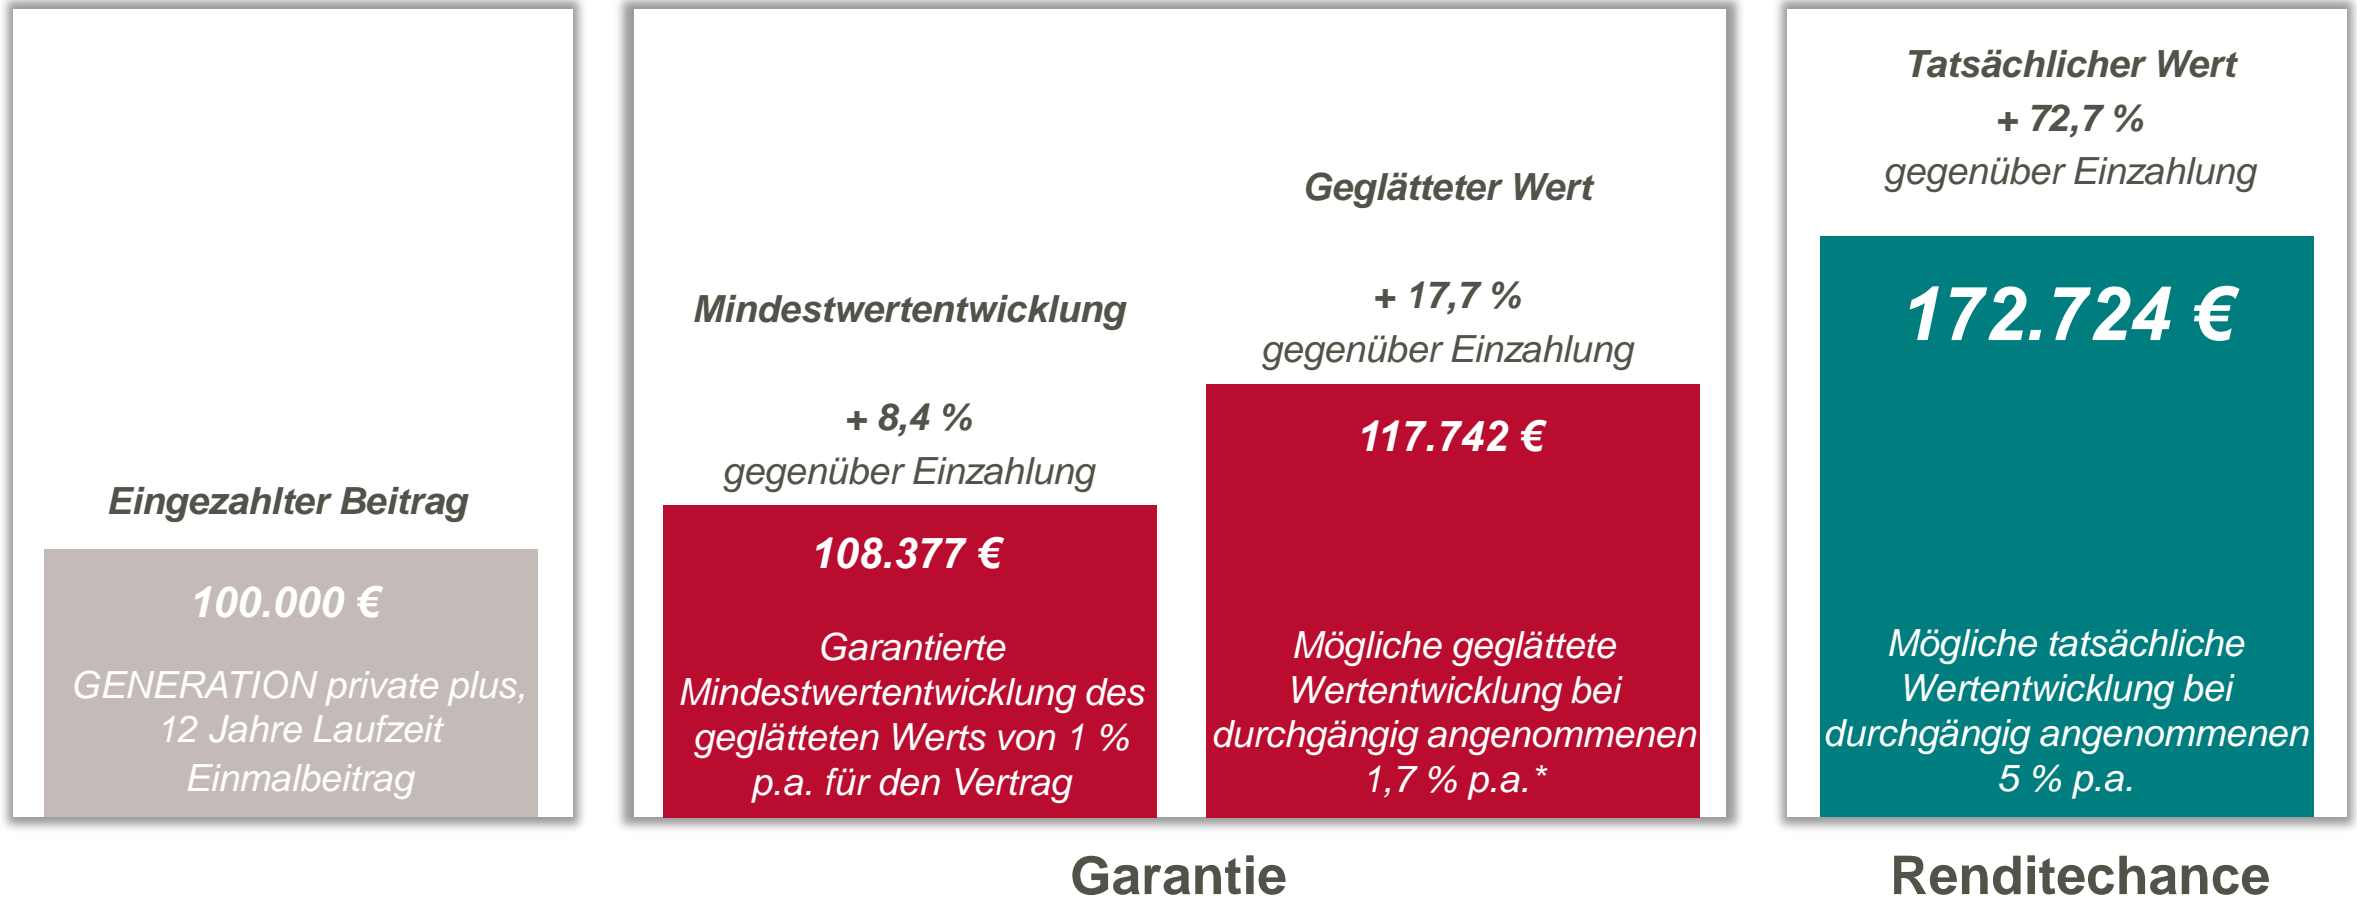 Eingezahlter Beitrag
100.000 €
GENERATION private plus,
12 Jahre Laufzeit
Einmalbeitrag
Mindestwertentwicklung
+ 8,4 %
gegenüber Einzahlung
108.377 €
Garantierte
Mindestwertentwicklung des
geglätteten Werts von 1 %
p.a. für den Vertrag
Geglätteter Wert
+ 17,7 %
gegenüber Einzahlung
117.742 €
Mögliche geglättete
Wertentwicklung bei
durchgängig angenommenen
1,7 % p.a.*
Garantie
Tatsächlicher Wert
+ 72,7 %
gegenüber Einzahlung
172.724 €
Mögliche tatsächliche
Wertentwicklung bei
durchgängig angenommenen
5 % p.a.
Renditechance